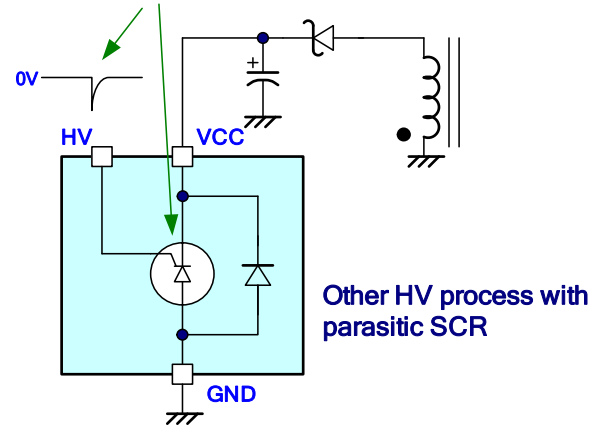 0V
+
HV
VCC
Other HV process with
parasitic SCR
GND